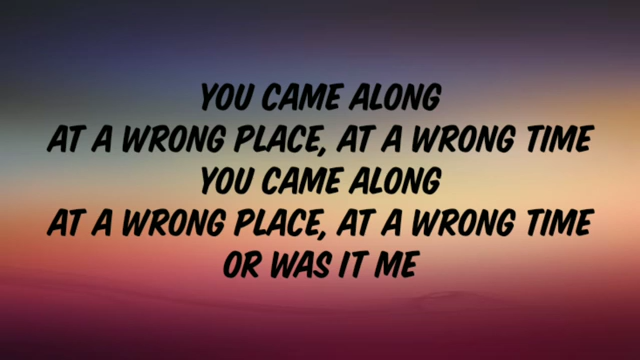 YOU CAME ALONG
AT A WRONG PLACE, AT A WRONG TIME
YOU CAME ALONG
AT A WRONG PLACE, AT A WRONG TIME
OR WAS IT ME